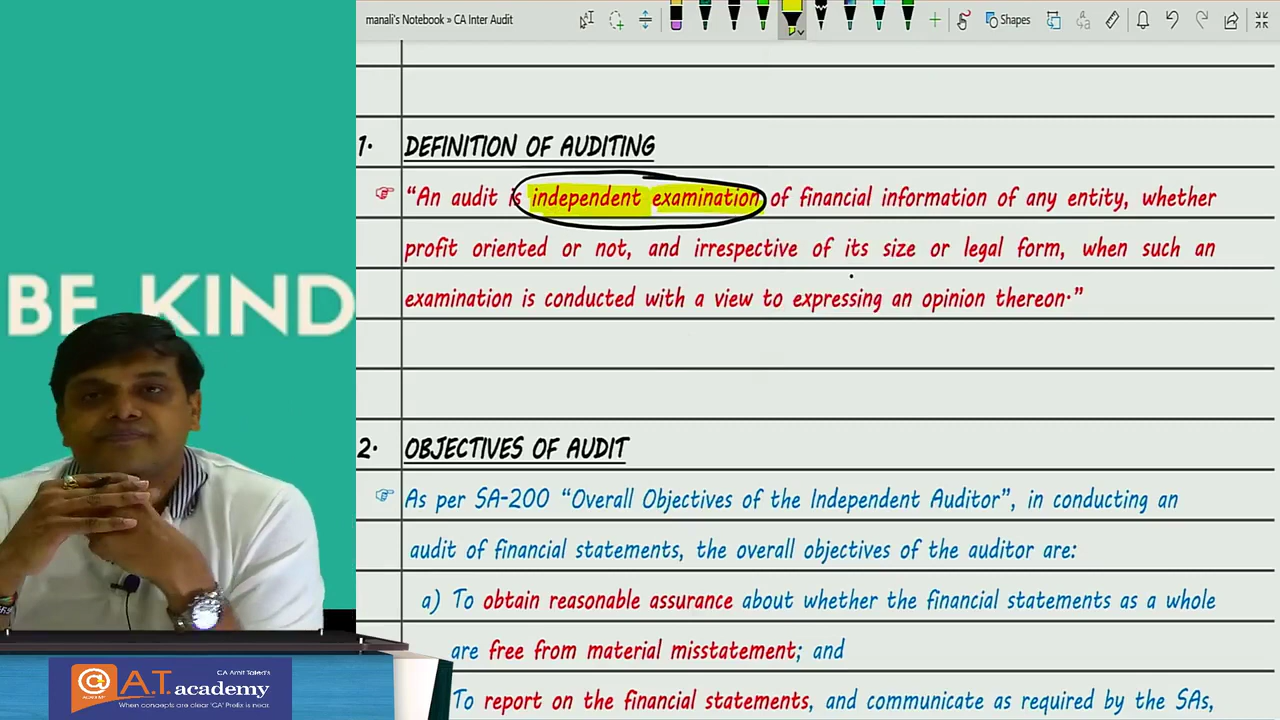 manali's Notebook » CA Inter Audit
Shapes
BE KIND
1. DEFINITION OF AUDITING
“An audit is independent examination of financial information of any entity, whether
profit oriented or not, and irrespective of its size or legal form, when such an
examination is conducted with a view to expressing an opinion thereon.”
2. OBJECTIVES OF AUDIT
As per SA-200 “Overall Objectives of the Independent Auditor”, in conducting an
audit of financial statements, the overall objectives of the auditor are:
a) To obtain reasonable assurance about whether the financial statements as a whole
are free from material misstatement; and
To report on the financial statements, and communicate as required by the SAs,
CA Amit Talda's
@ A.T. academy
ACADEMY
When concepts are clear 'CA' Prefix is near.